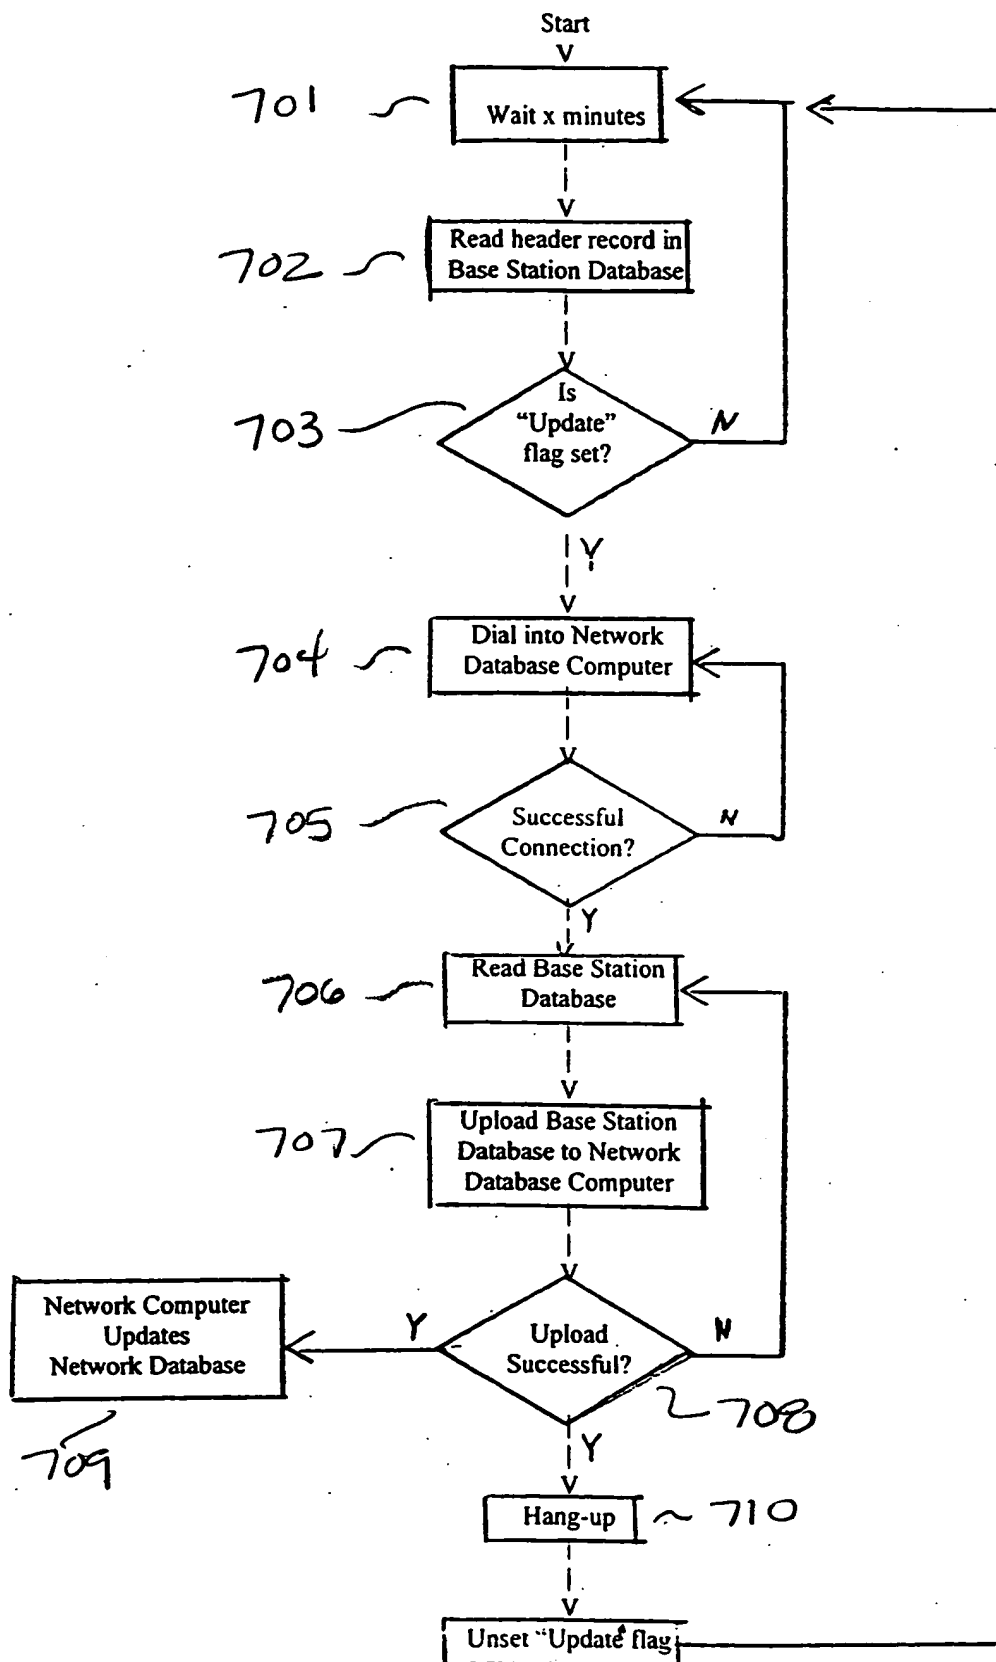 Start
701
Wait x minutes
702
Read header record in
Base Station Database
703
Is
“Update”
flag set?
N
Y
704
Dial into Network
Database Computer
705
Successful
Connection?
N
Y
706
Read Base Station
Database
707
Upload Base Station
Database to Network
Database Computer
Network Computer
Updates
Network Database
709
Y
Upload
Successful?
N
708
Y
Hang-up
710
Unset “Update” flag